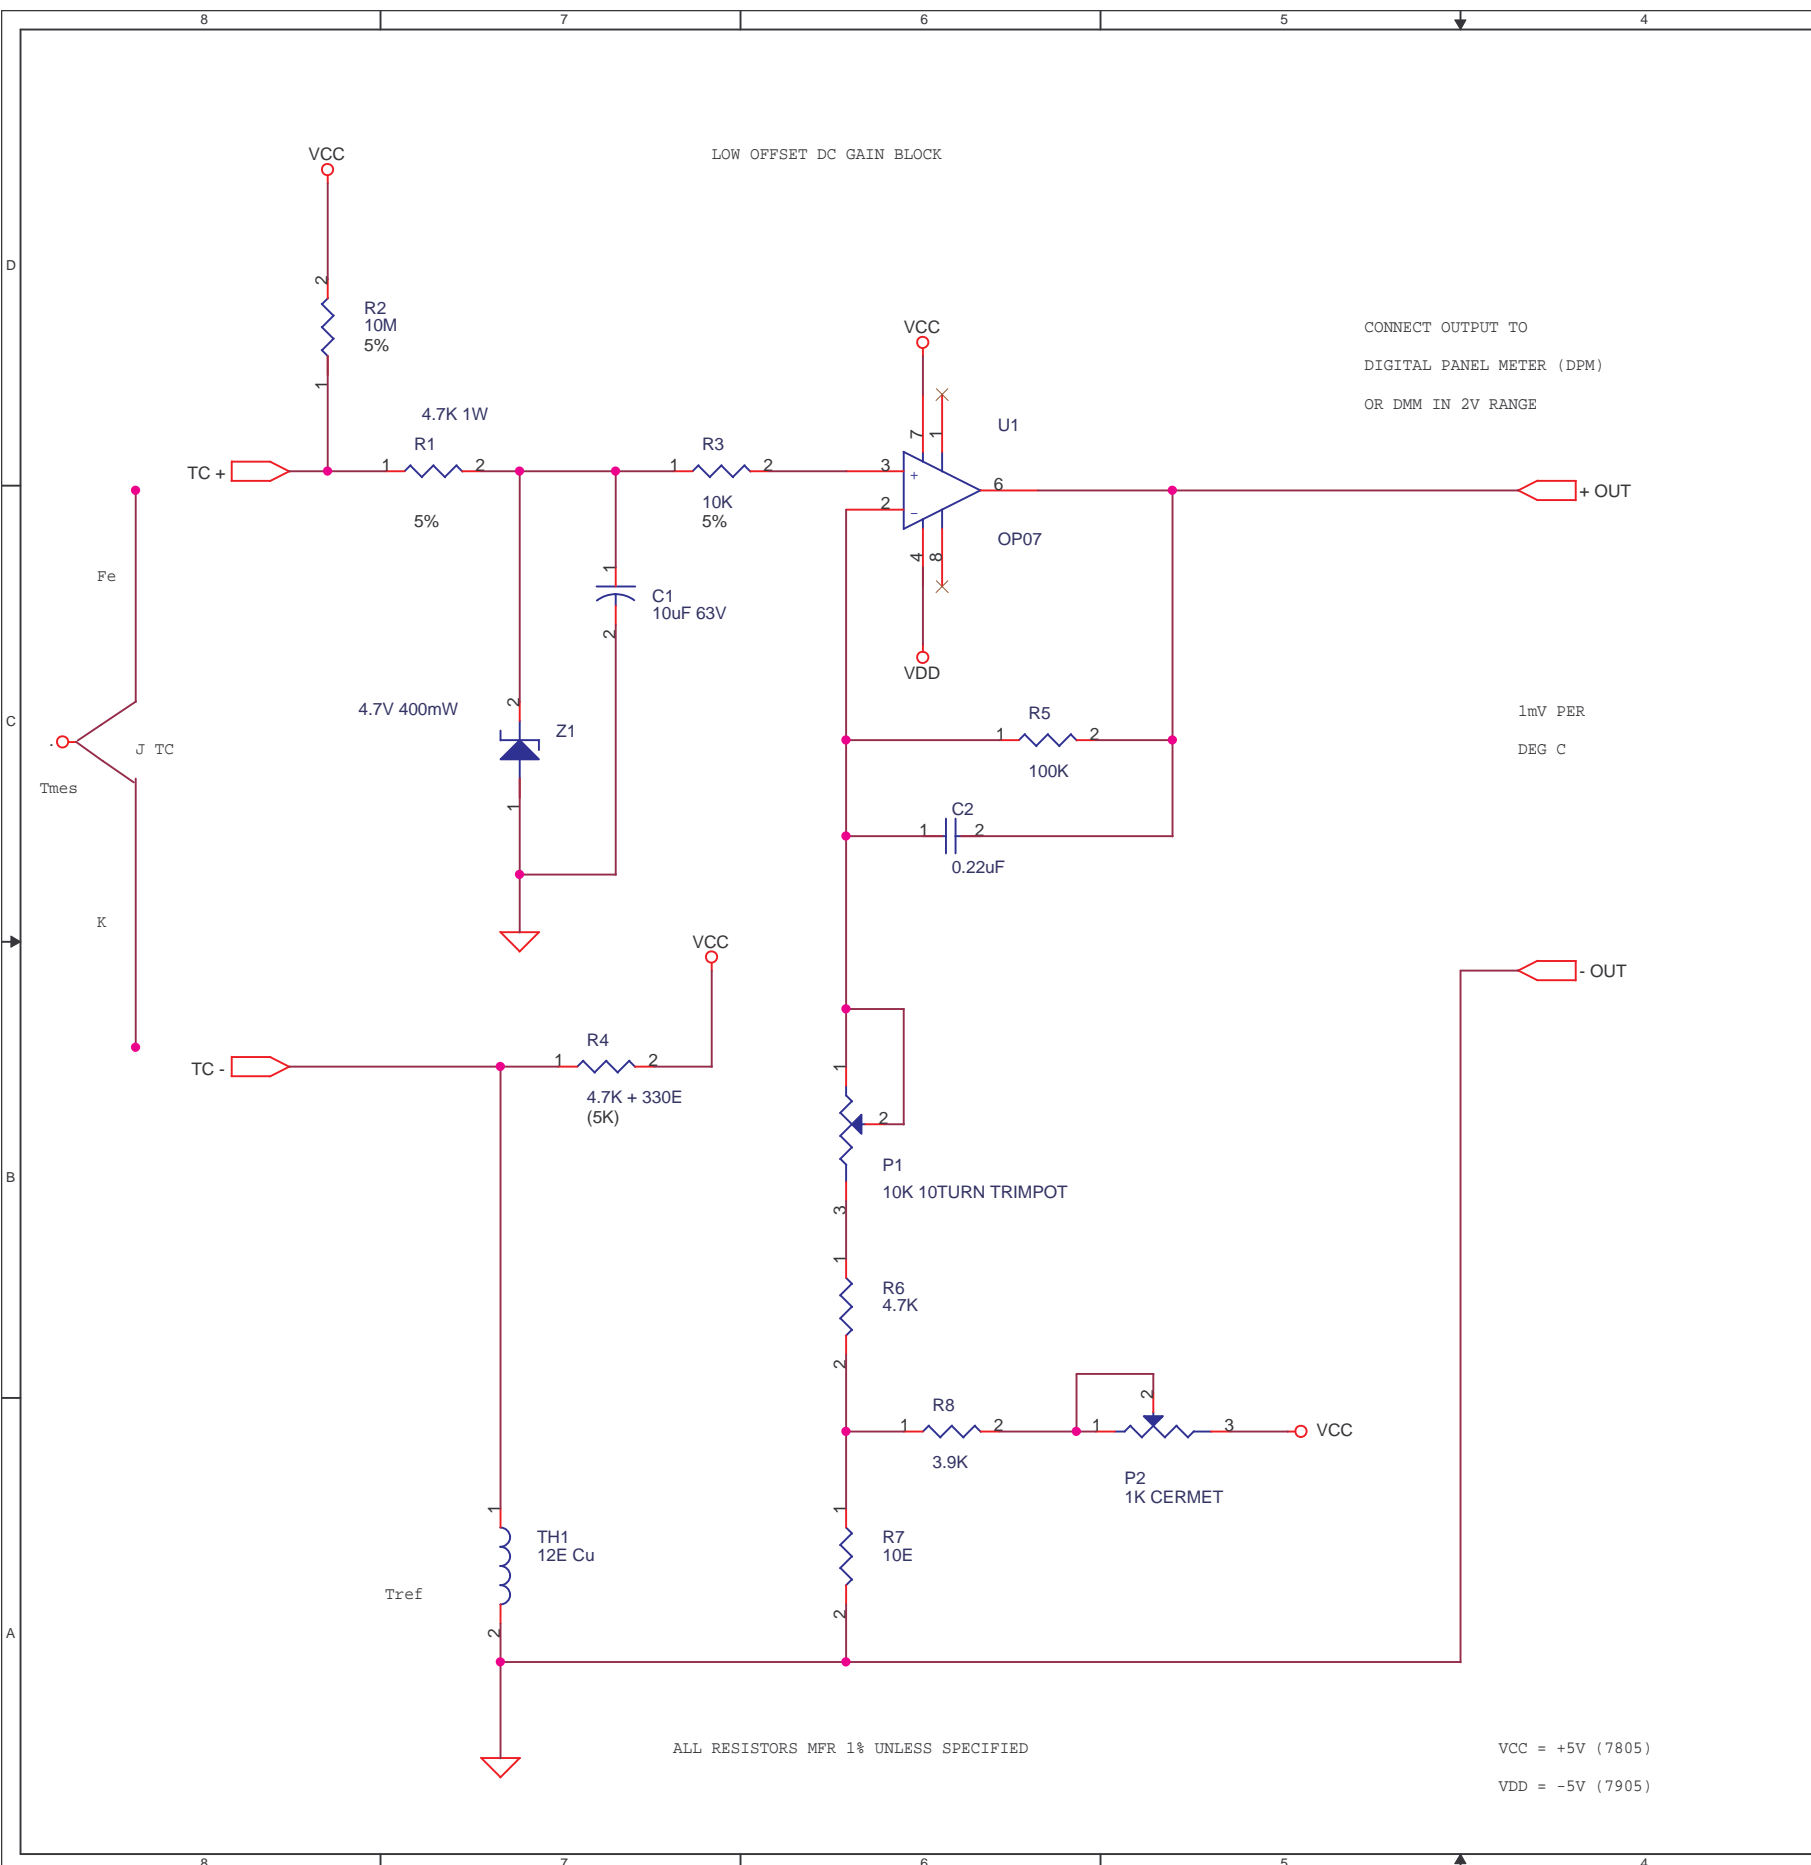 8 7 6 5 4
VCC
LOW OFFSET DC GAIN BLOCK
D
2
R2
10M
5%
1
VCC
CONNECT OUTPUT TO
DIGITAL PANEL METER (DPM)
OR DMM IN 2V RANGE
4.7K 1W
7 1
U1
TC + 1 R1 2 1 R3 2 3
+
6 + OUT
5%
10K
5%
2
-
4 8
OP07
Fe
1
C1
10uF 63V
2
VDD
C
4.7V 400mW
2
Z1
1
R5
1 2
100K
1mV PER
DEG C
.
J TC
Tmes
C2
1 2
0.22uF
K
VCC
- OUT
TC -
R4
1 2
4.7K + 330E
(5K)
1
2
B
P1
10K 10TURN TRIMPOT
3
1
R6
4.7K
2
R8
1 2
3.9K
2
1 3
VCC
P2
1K CERMET
1
TH1
12E Cu
1
R7
10E
Tref
2
2
A
ALL RESISTORS MFR 1% UNLESS SPECIFIED
VCC = +5V (7805)
VDD = -5V (7905)
8 7 6 5 4